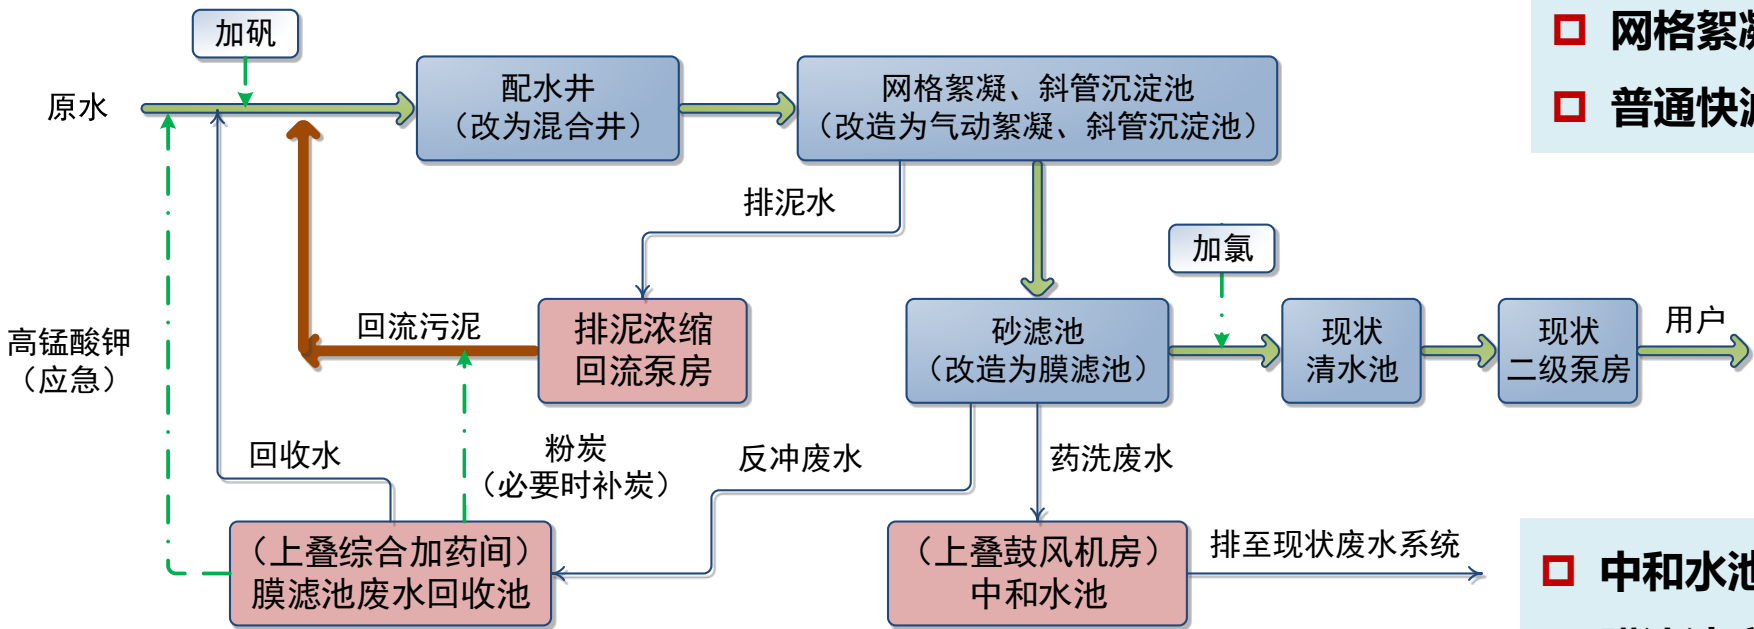 加矾
原水
配水井
（改为混合井）
网格絮凝、斜管沉淀池
（改造为气动絮凝、斜管沉淀池）
网格絮凝
普通快滤
排泥水
加氯
高锰酸钾
（应急）
回流污泥
排泥浓缩
回流泵房
砂滤池
（改造为膜滤池）
现状
清水池
现状
二级泵房
用户
回收水
粉炭
（必要时补炭）
反冲废水
药洗废水
（上叠综合加药间）
膜滤池废水回收池
（上叠鼓风机房）
中和水池
排至现状废水系统
中和水池